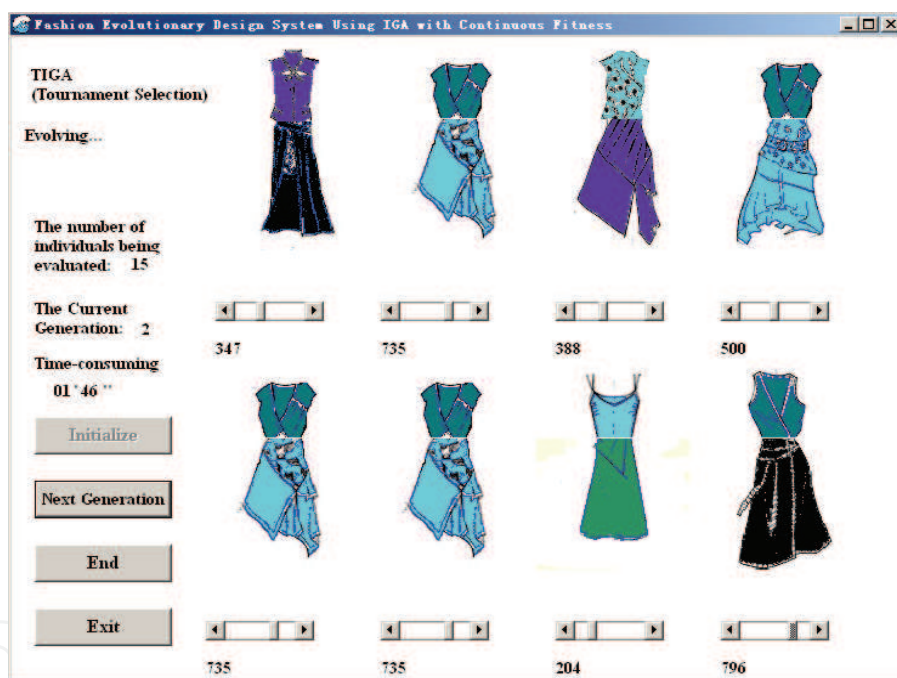 Fashion Evolutionary Design System Using IGA with Continuous Fitness
TIGA
(Tournament Selection)
Evolving...
The number of
individuals being
evaluated: 15
The Current
Generation: 2
Time-consuming
01 ' 46 ''
Initialize
Next Generation
End
Exit
347
735
388
500
735
735
204
796